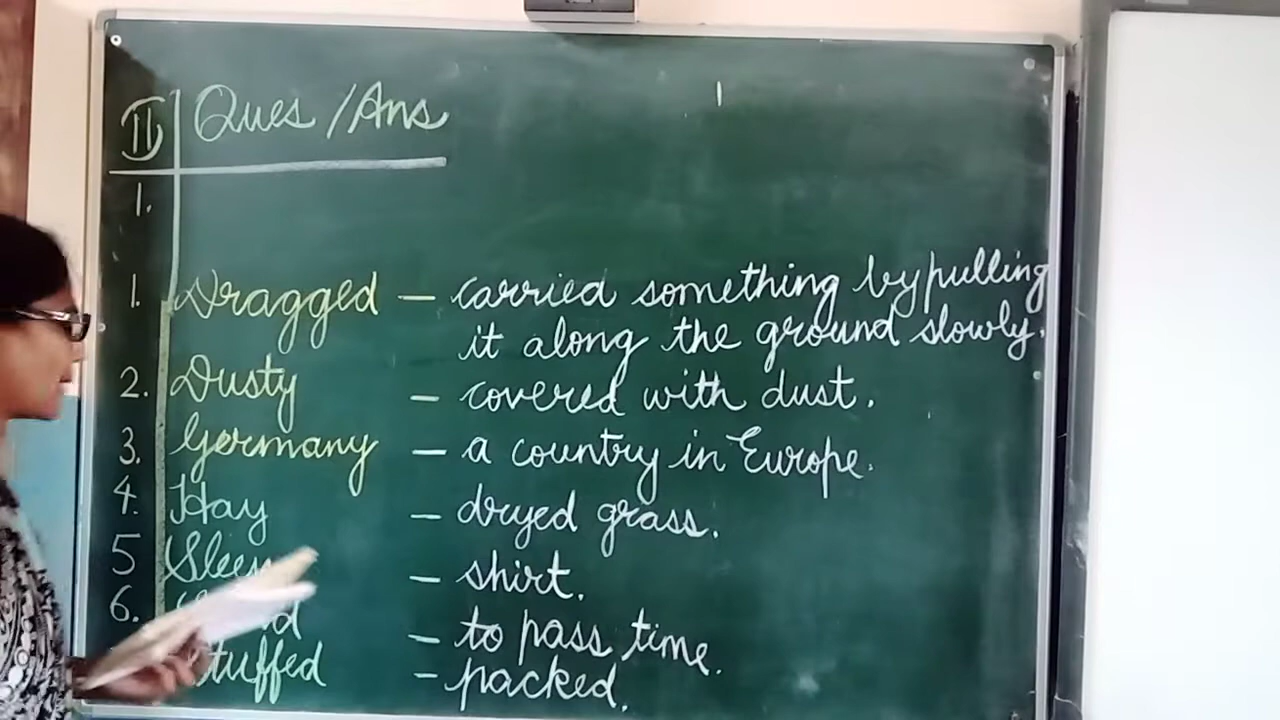 II Ques/Ans
1.
1. Dragged – carried something by pulling
it along the ground slowly.
2. Dusty – covered with dust.
3. Germany – a country in Europe.
4. Hay – dryed grass.
5 – shirt.
6. – to pass time.
stuffed – packed.